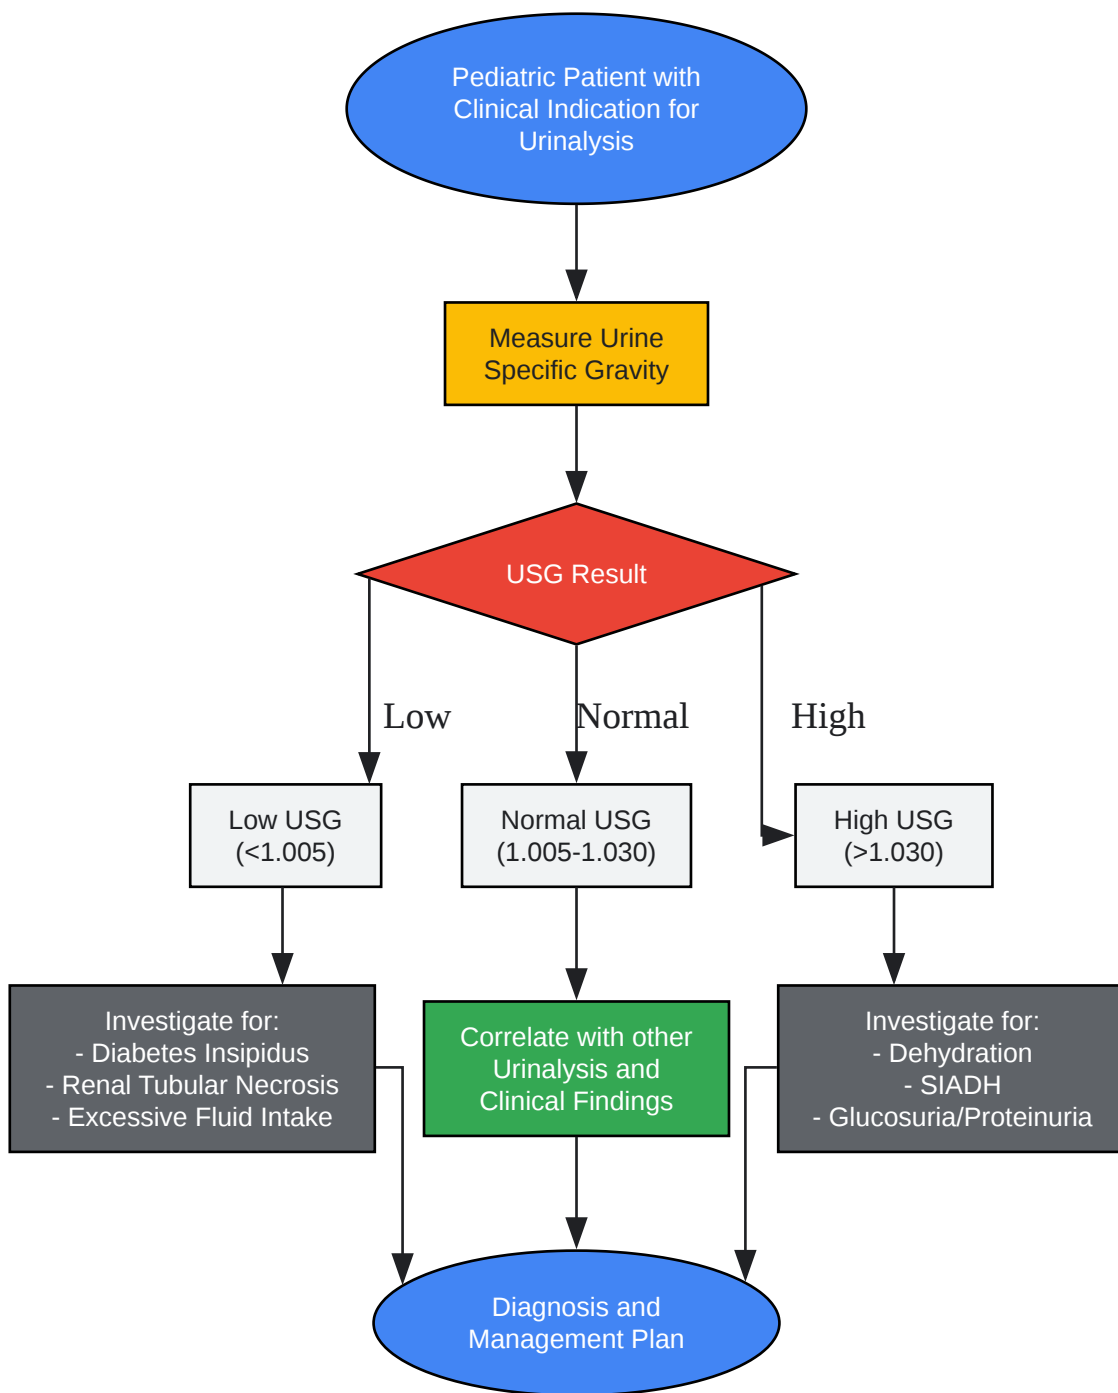 Pediatric Patient with
Clinical Indication for
Urinalysis
Measure Urine
Specific Gravity
USG Result
Low
Normal
High
Low USG
(<1.005)
Normal USG
(1.005-1.030)
High USG
(>1.030)
Investigate for:
- Diabetes Insipidus
- Renal Tubular Necrosis
- Excessive Fluid Intake
Correlate with other
Urinalysis and
Clinical Findings
Investigate for:
- Dehydration
- SIADH
- Glucosuria/Proteinuria
Diagnosis and
Management Plan